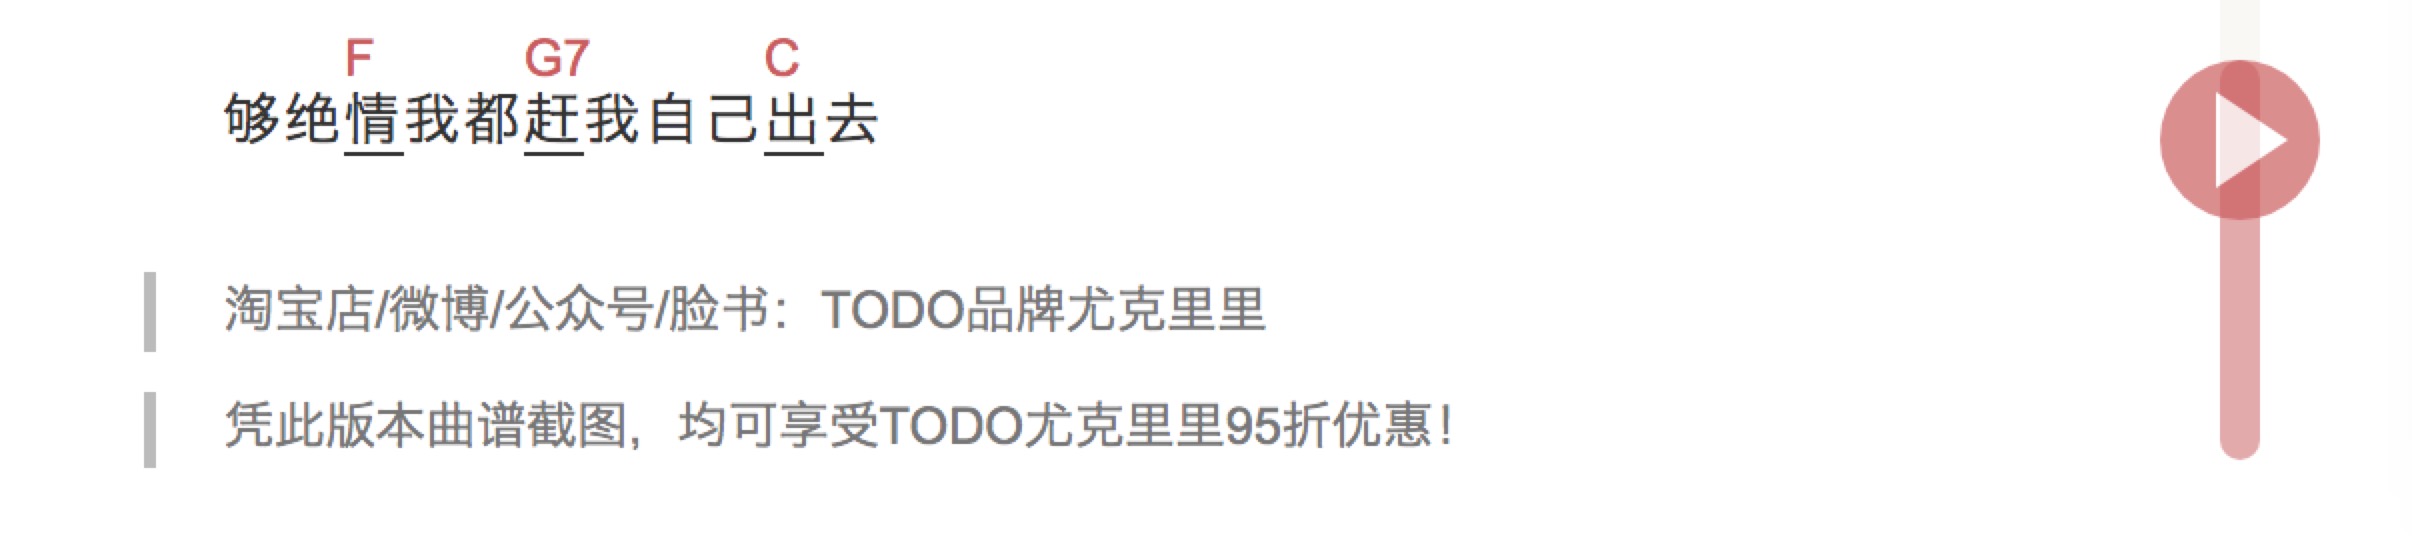 F G7 C
够绝情我都赶我自己出去
淘宝店/微博/公众号/脸书：TODO品牌尤克里里
凭此版本曲谱截图，均可享受TODO尤克里里95折优惠！